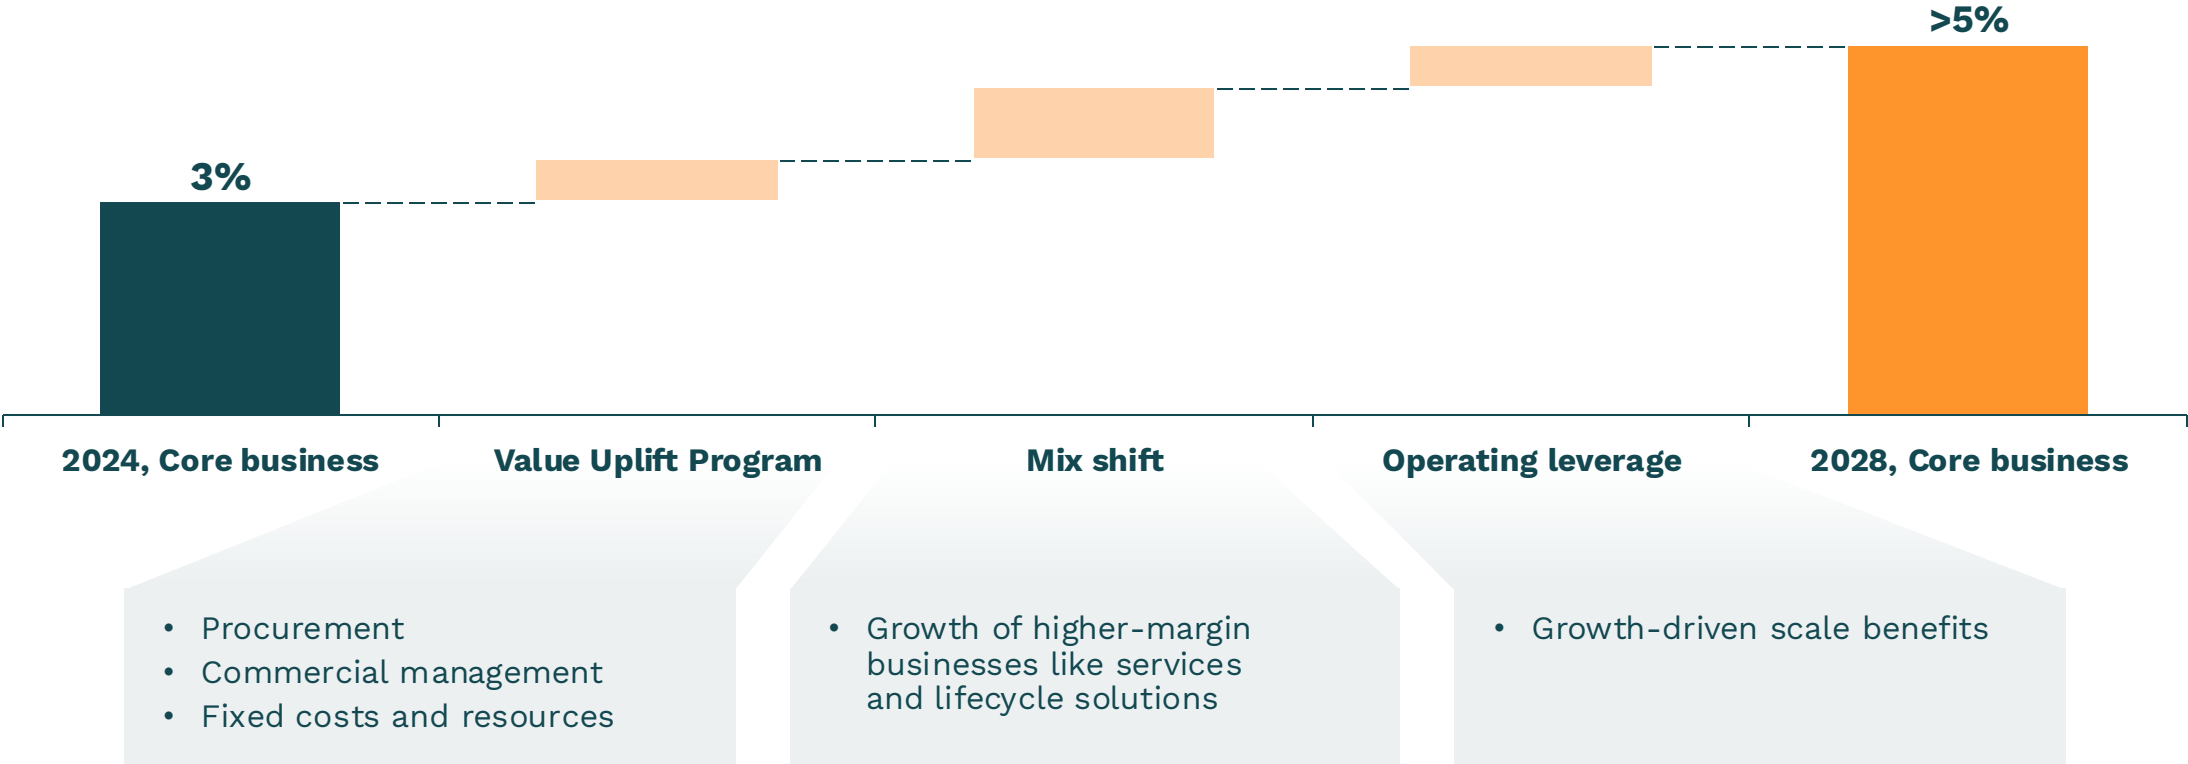 >5%
3%
2024, Core business
Value Uplift Program
Mix shift
Operating leverage
2028, Core business
• Procurement
• Commercial management
• Fixed costs and resources
• Growth of higher-margin
businesses like services
and lifecycle solutions
• Growth-driven scale benefits